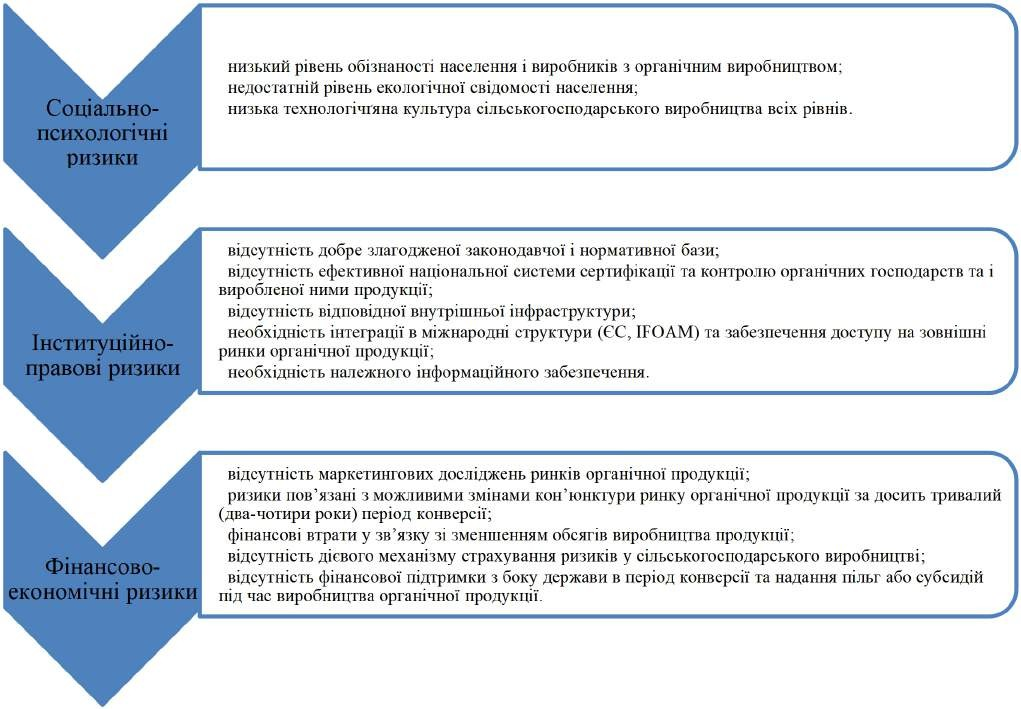 Соціально-
психологічні
ризики
низький рівень обізнаності населення і виробників з органічним виробництвом;
недостатній рівень екологічної свідомості населення;
низька технологічгяна культура сільськогосподарського виробництва всіх рівнів.
Інституційно-
правові ризики
відсутність добре злагодженої законодавчої і нормативної бази;
відсутність ефективної національної системи сертифікації та контролю органічних господарств та і
виробленої ними продукції;
відсутність відповідної внутрішньої інфраструктури;
необхідність інтеграції в міжнародні структури (ЄС, IFOAM) та забезпечення доступу на зовнішні
ринки органічної продукції;
необхідність належного інформаційного забезпечення.
Фінансово-
економічні ризики
відсутність маркетингових досліджень ринків органічної продукції;
ризики пов’язані з можливими змінами кон’юнктури ринку органічної продукції за досить тривалий
(два-чотири роки) період конверсії;
фінансові втрати у зв’язку зі зменшенням обсягів виробництва продукції;
відсутність дієвого механізму страхування ризиків у сільськогосподарського виробництві;
відсутність фінансової підтримки з боку держави в період конверсії та надання пільг або субсидій
під час виробництва органічної продукції.